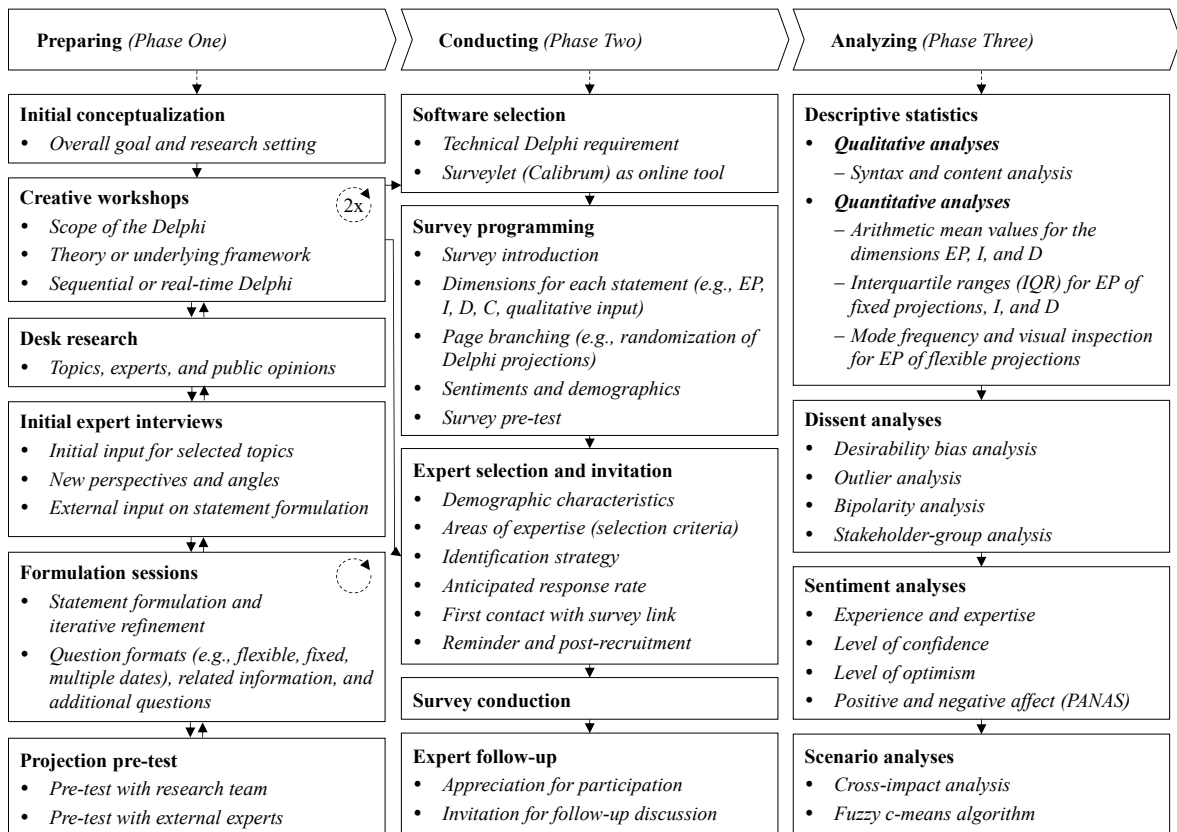 Preparing (Phase One)
Initial conceptualization
• Overall goal and research setting
Creative workshops
2x
• Scope of the Delphi
• Theory or underlying framework
• Sequential or real-time Delphi
Desk research
• Topics, experts, and public opinions
Initial expert interviews
• Initial input for selected topics
• New perspectives and angles
• External input on statement formulation
Formulation sessions
• Statement formulation and
iterative refinement
• Question formats (e.g., flexible, fixed,
multiple dates), related information, and
additional questions
Projection pre-test
• Pre-test with research team
• Pre-test with external experts
Conducting (Phase Two)
Software selection
• Technical Delphi requirement
• Surveylet (Calibrum) as online tool
Survey programming
• Survey introduction
• Dimensions for each statement (e.g., EP,
I, D, C, qualitative input)
• Page branching (e.g., randomization of
Delphi projections)
• Sentiments and demographics
• Survey pre-test
Expert selection and invitation
• Demographic characteristics
• Areas of expertise (selection criteria)
• Identification strategy
• Anticipated response rate
• First contact with survey link
• Reminder and post-recruitment
Survey conduction
Expert follow-up
• Appreciation for participation
• Invitation for follow-up discussion
Analyzing (Phase Three)
Descriptive statistics
• Qualitative analyses
– Syntax and content analysis
• Quantitative analyses
– Arithmetic mean values for the
dimensions EP, I, and D
– Interquartile ranges (IQR) for EP of
fixed projections, I, and D
– Mode frequency and visual inspection
for EP of flexible projections
Dissent analyses
• Desirability bias analysis
• Outlier analysis
• Bipolarity analysis
• Stakeholder-group analysis
Sentiment analyses
• Experience and expertise
• Level of confidence
• Level of optimism
• Positive and negative affect (PANAS)
Scenario analyses
• Cross-impact analysis
• Fuzzy c-means algorithm